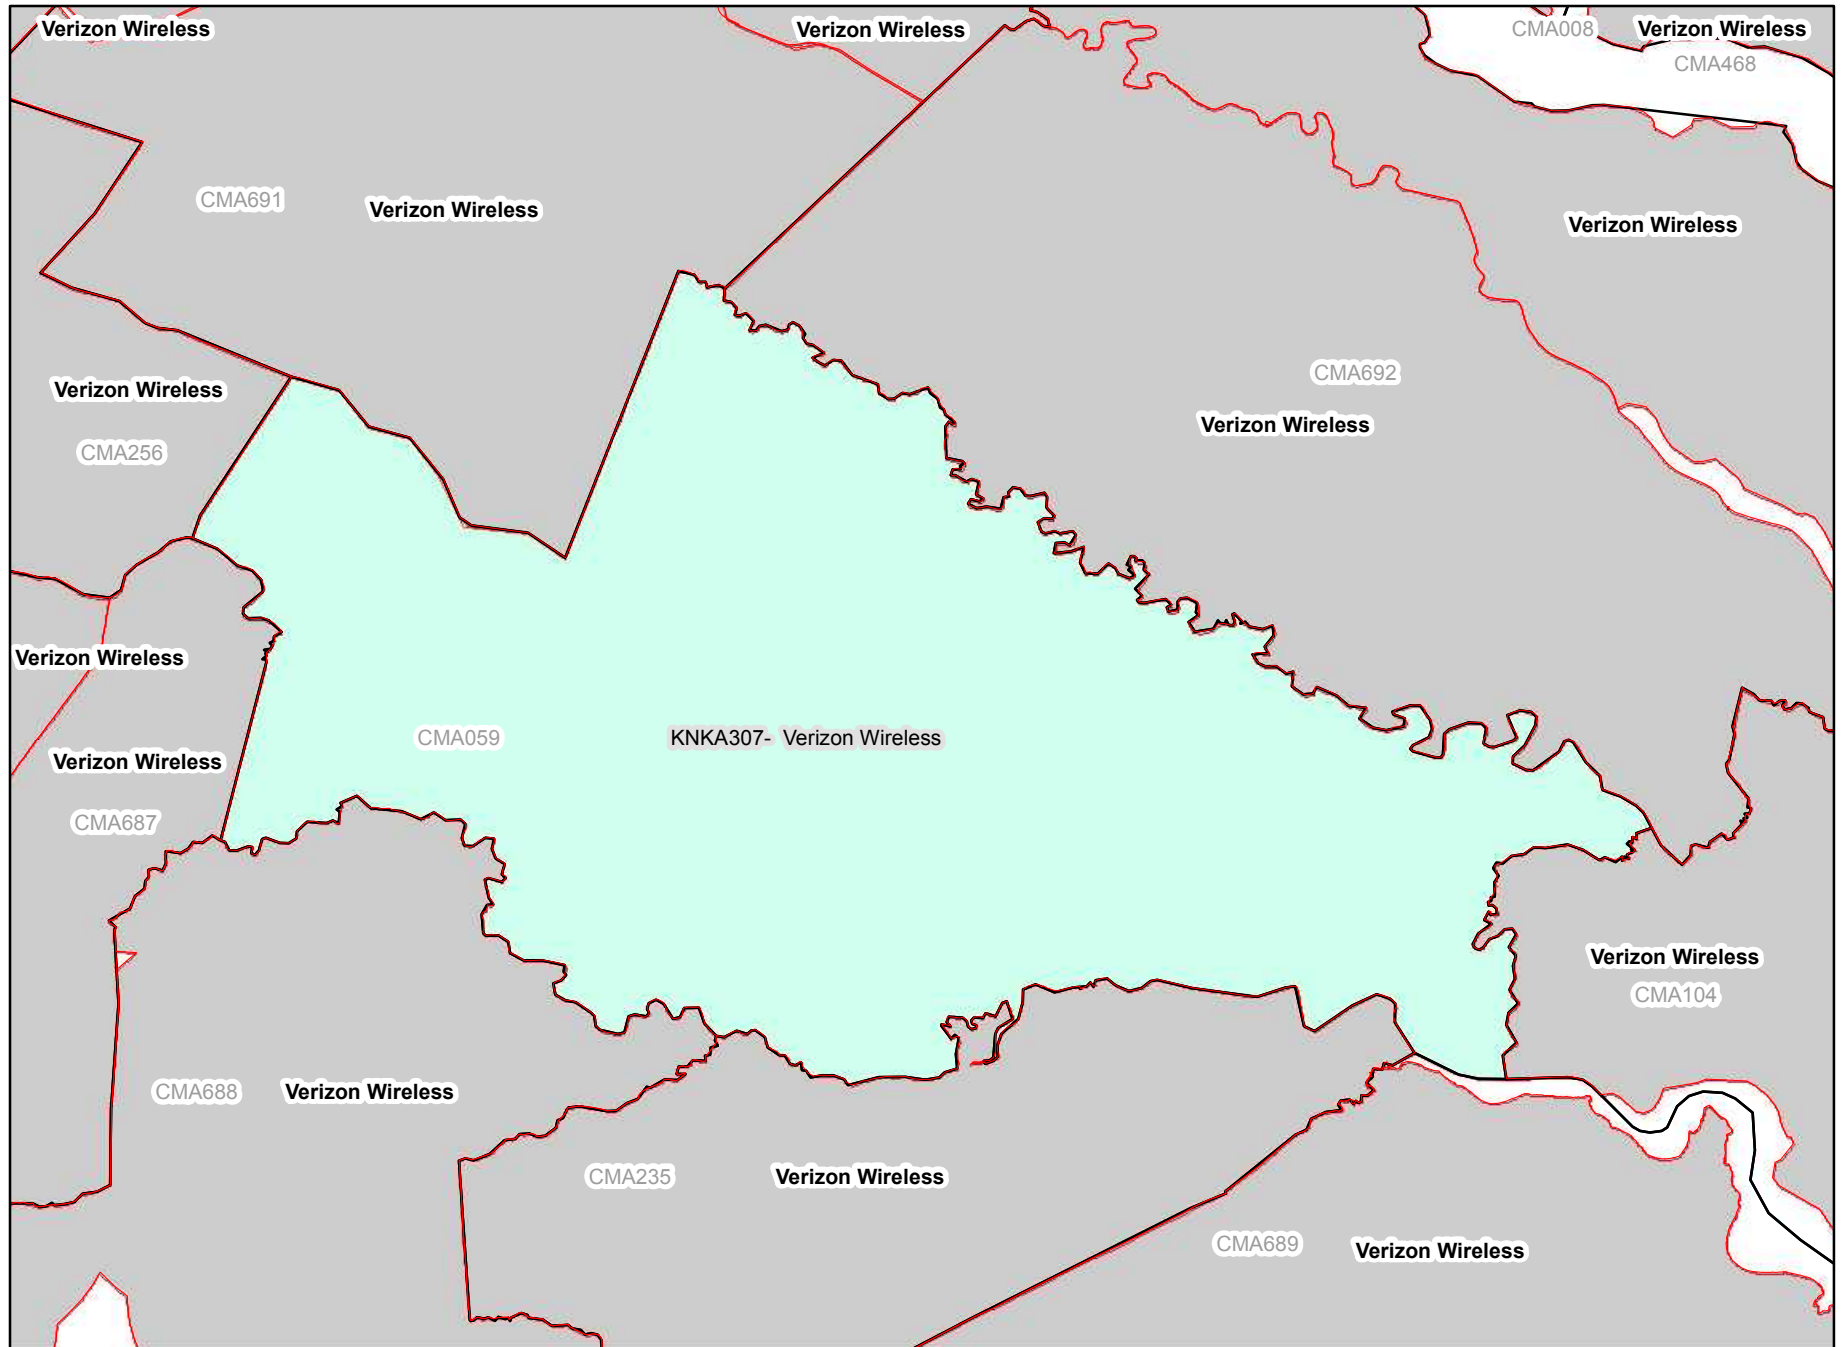 Verizon Wireless
Verizon Wireless
CMA008
Verizon Wireless
CMA468
CMA691
Verizon Wireless
Verizon Wireless
CMA692
Verizon Wireless
Verizon Wireless
CMA256
Verizon Wireless
CMA059
KNKA307- Verizon Wireless
Verizon Wireless
CMA687
Verizon Wireless
CMA104
CMA688
Verizon Wireless
CMA235
Verizon Wireless
CMA689
Verizon Wireless